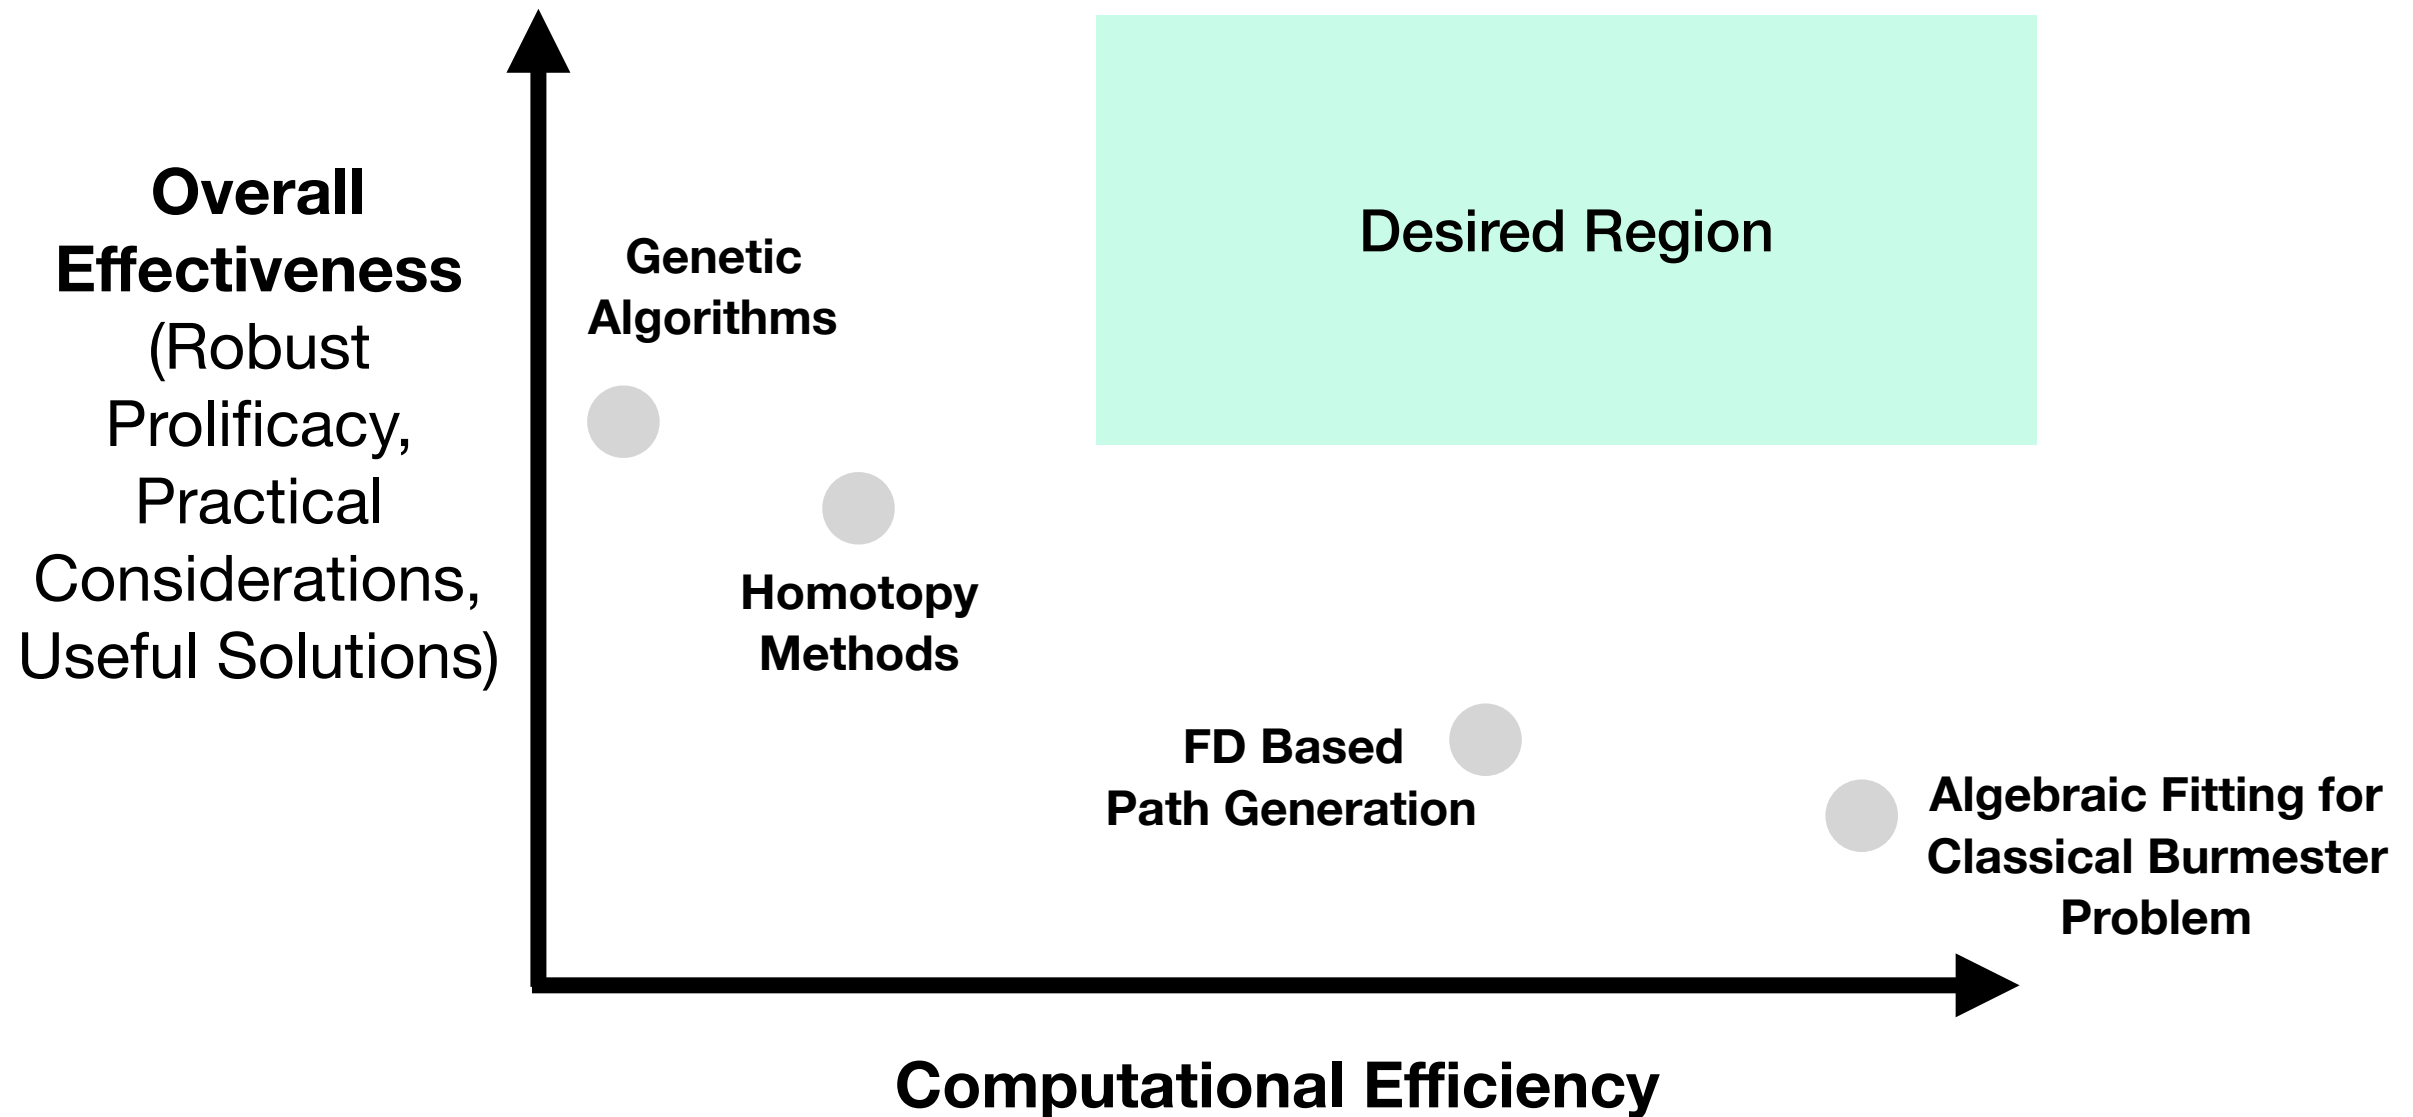 Overall
Effectiveness
(Robust
Prolificacy,
Practical
Considerations,
Useful Solutions)
Genetic
Algorithms
Desired Region
Homotopy
Methods
FD Based
Path Generation
Algebraic Fitting for
Classical Burmester
Problem
Computational Efficiency